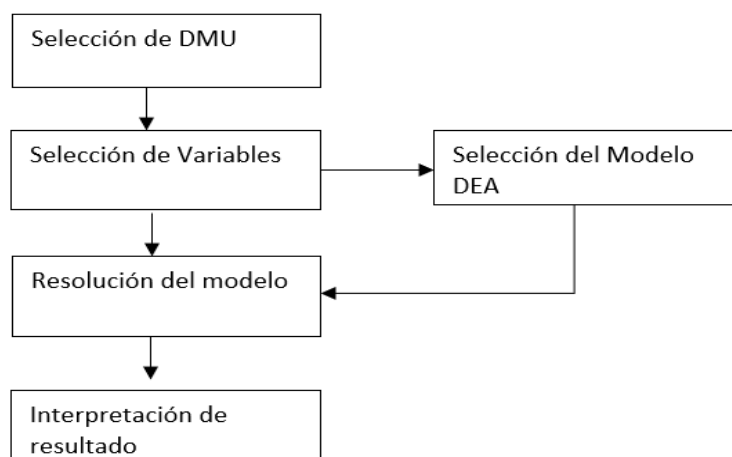 Selección de DMU
Selección de Variables
Selección del Modelo
DEA
Resolución del modelo
Interpretación de
resultado